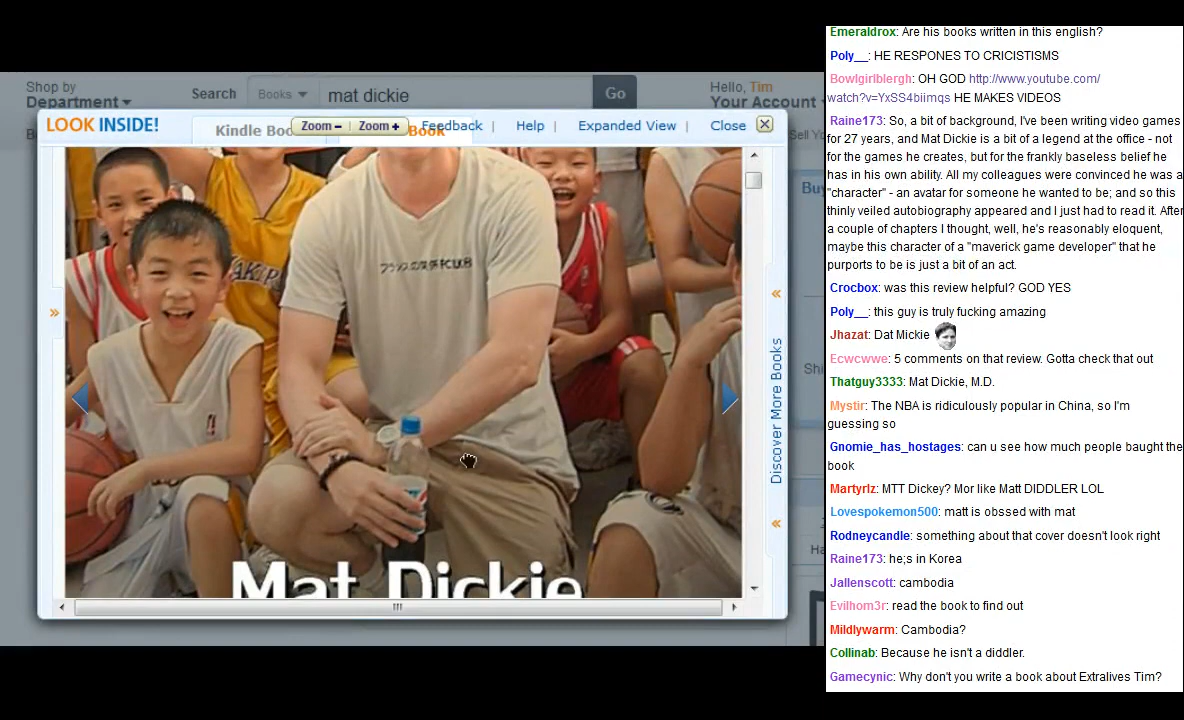 Shop by
Department
Search
Books
mat dickie
Go
Hello, Tim
Your Account
LOOK INSIDE!
Kindle Boo
Zoom −
Zoom +
Book
Feedback | Help | Expanded View | Close
Sell
Discover More Books
Mat Dickie
Emeraldrox: Are his books written in this english?
Poly__: HE RESPONES TO CRICISTISMS
Bowlgirlblergh: OH GOD http://www.youtube.com/
watch?v=YxSS4biimqs HE MAKES VIDEOS
Raine173: So, a bit of background, I've been writing video games
for 27 years, and Mat Dickie is a bit of a legend at the office - not
for the games he creates, but for the frankly baseless belief he
has in his own ability. All my colleagues were convinced he was a
"character" - an avatar for someone he wanted to be; and so this
thinly veiled autobiography appeared and I just had to read it. After
a couple of chapters I thought, well, he's reasonably eloquent,
maybe this character of a "maverick game developer" that he
purports to be is just a bit of an act.
Crocbox: was this review helpful? GOD YES
Poly__: this guy is truly fucking amazing
Jhazat: Dat Mickie
Ecwcwwe: 5 comments on that review. Gotta check that out
Thatguy3333: Mat Dickie, M.D.
Mystir: The NBA is ridiculously popular in China, so I'm
guessing so
Gnomie_has_hostages: can u see how much people baught the
book
Martyrlz: MTT Dickey? Mor like Matt DIDDLER LOL
Lovespokemon500: matt is obssed with mat
Rodneycandle: something about that cover doesn't look right
Raine173: he;s in Korea
Jallenscott: cambodia
Evilhom3r: read the book to find out
Mildlywarm: Cambodia?
Collinab: Because he isn't a diddler.
Gamecynic: Why don't you write a book about Extralives Tim?